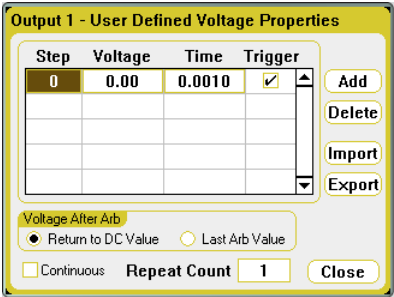 Output 1 - User Defined Voltage Properties
Step Voltage Time Trigger
0 0.00 0.0010 Add
Delete
Import
Export
Voltage After Arb
Return to DC Value Last Arb Value
Continuous Repeat Count 1 Close